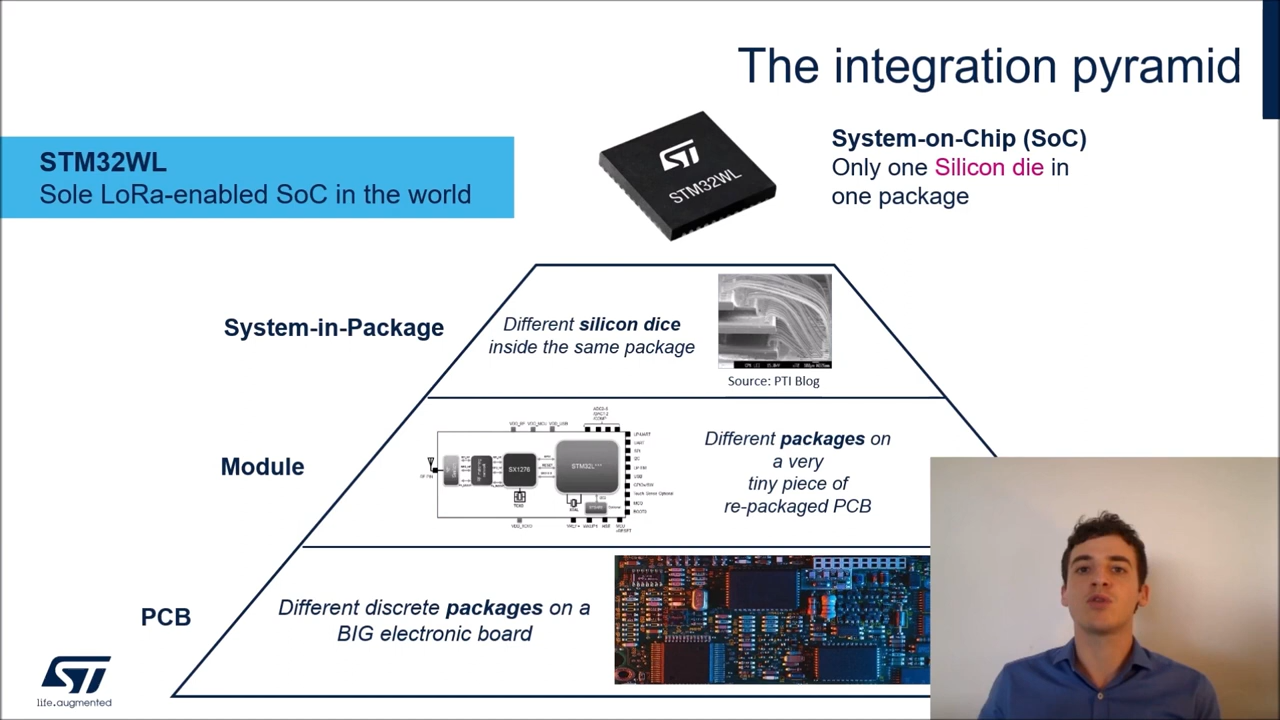 The integration pyramid
STM32WL
Sole LoRa-enabled SoC in the world
STM32WL
System-on-Chip (SoC)
Only one Silicon die in
one package
System-in-Package
Different silicon dice
inside the same package
Source: PTI Blog
Module
SX1276
STM32L
Different packages on
a very
tiny piece of
re-packaged PCB
PCB
Different discrete packages on a
BIG electronic board
ST
life.augmented